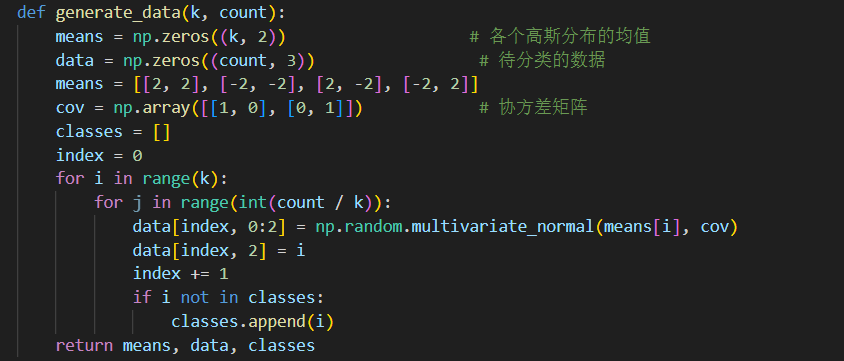 def generate_data(k, count):
    means = np.zeros((k, 2))                   # 各个高斯分布的均值
    data = np.zeros((count, 3))                 # 待分类的数据
    means = [[2, 2], [-2, -2], [2, -2], [-2, 2]]
    cov = np.array([[1, 0], [0, 1]])            # 协方差矩阵
    classes = []
    index = 0
    for i in range(k):
        for j in range(int(count / k)):
            data[index, 0:2] = np.random.multivariate_normal(means[i], cov)
            data[index, 2] = i
            index += 1
            if i not in classes:
                classes.append(i)
    return means, data, classes